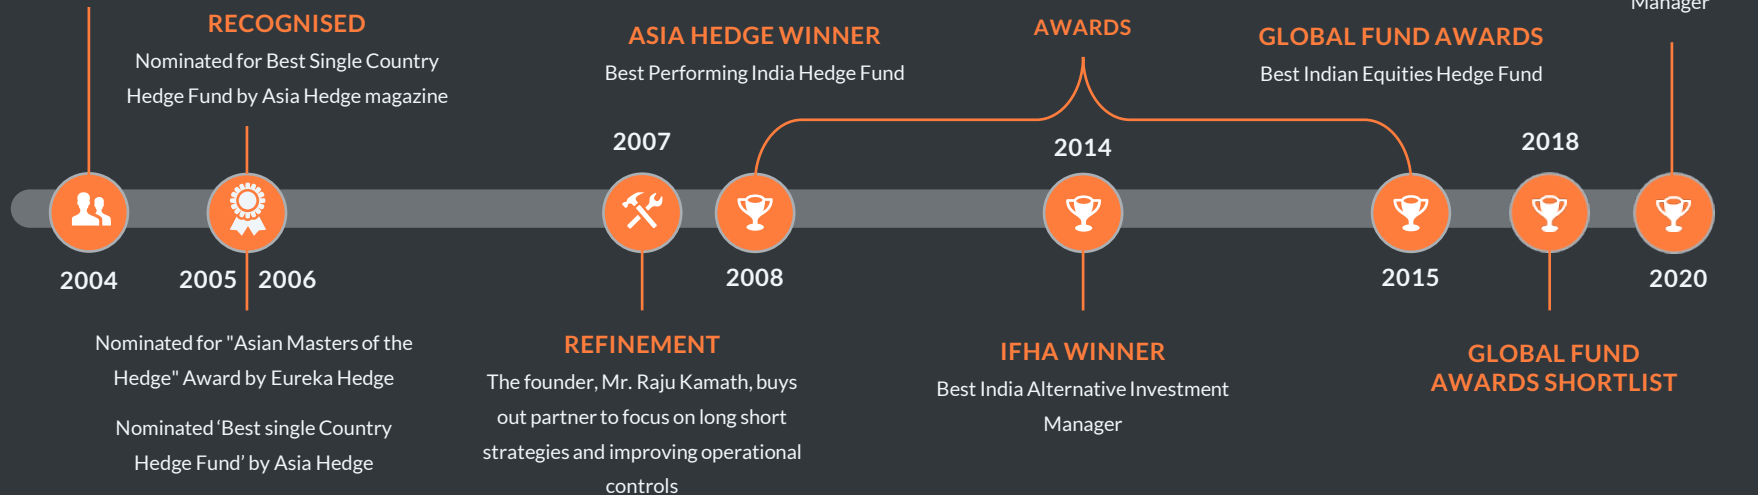 Manager
RECOGNISED
Nominated for Best Single Country
Hedge Fund by Asia Hedge magazine
ASIA HEDGE WINNER
Best Performing India Hedge Fund
AWARDS
GLOBAL FUND AWARDS
Best Indian Equities Hedge Fund
2007
2014
2018
2004
2005
2006
2008
2015
2020
Nominated for "Asian Masters of the
Hedge" Award by Eureka Hedge
Nominated ‘Best single Country
Hedge Fund’ by Asia Hedge
REFINEMENT
The founder, Mr. Raju Kamath, buys
out partner to focus on long short
strategies and improving operational
controls
IFHA WINNER
Best India Alternative Investment
Manager
GLOBAL FUND
AWARDS SHORTLIST